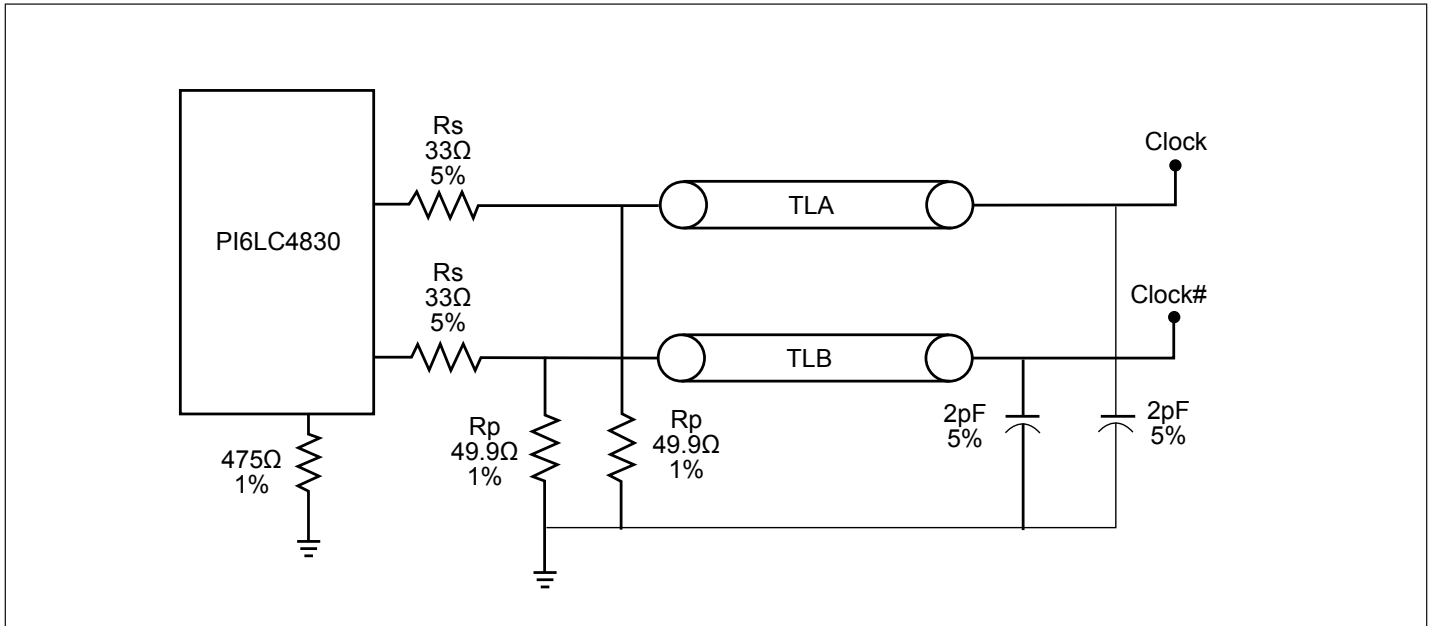 Rs
33Ω
5%
TLA
Clock
PI6LC4830
Rs
33Ω
5%
TLB
Clock#
475Ω
1%
Rp
49.9Ω
1%
Rp
49.9Ω
1%
2pF
5%
2pF
5%